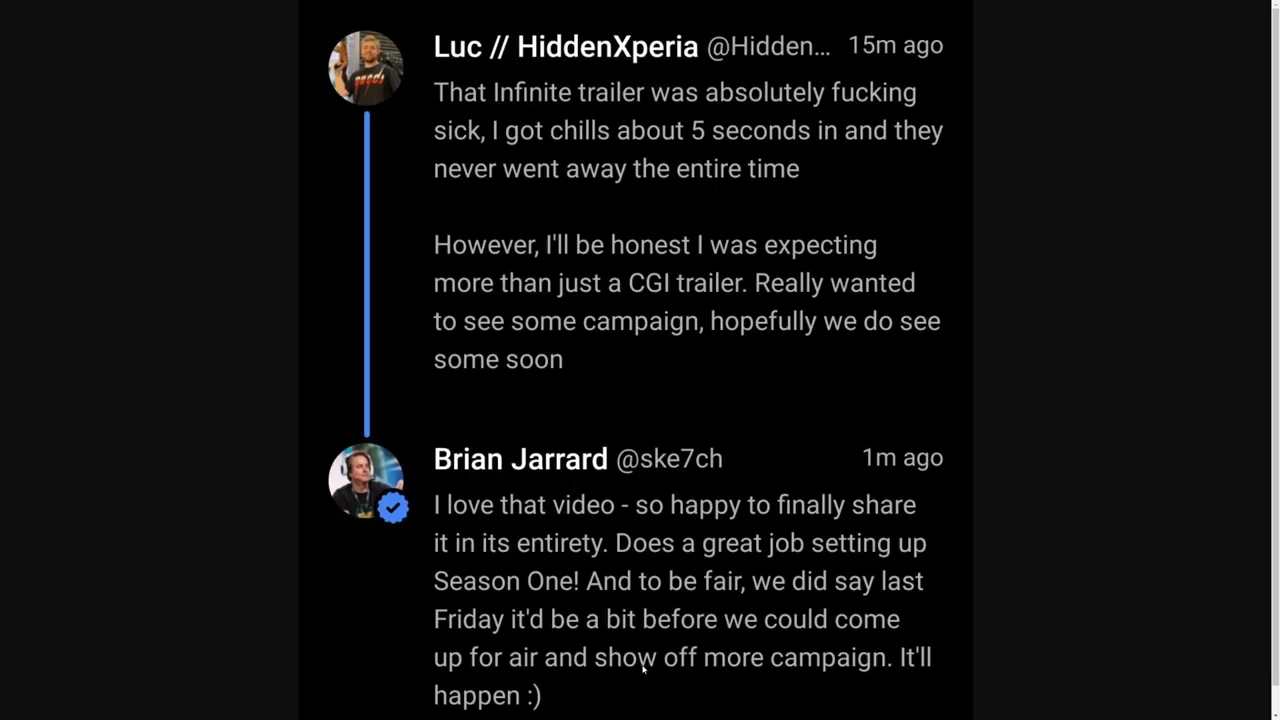 Luc // HiddenXperia @Hidden... 15m ago
That Infinite trailer was absolutely fucking
sick, I got chills about 5 seconds in and they
never went away the entire time
However, I'll be honest I was expecting
more than just a CGI trailer. Really wanted
to see some campaign, hopefully we do see
some soon
Brian Jarrard @ske7ch 1m ago
I love that video - so happy to finally share
it in its entirety. Does a great job setting up
Season One! And to be fair, we did say last
Friday it'd be a bit before we could come
up for air and show off more campaign. It'll
happen :)